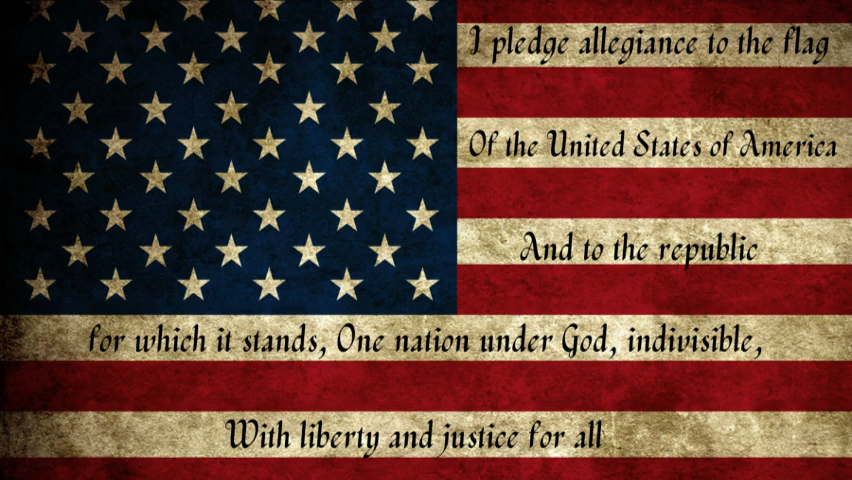 I pledge allegiance to the flag
Of the United States of America
And to the republic
for which it stands, One nation under God, indivisible,
With liberty and justice for all